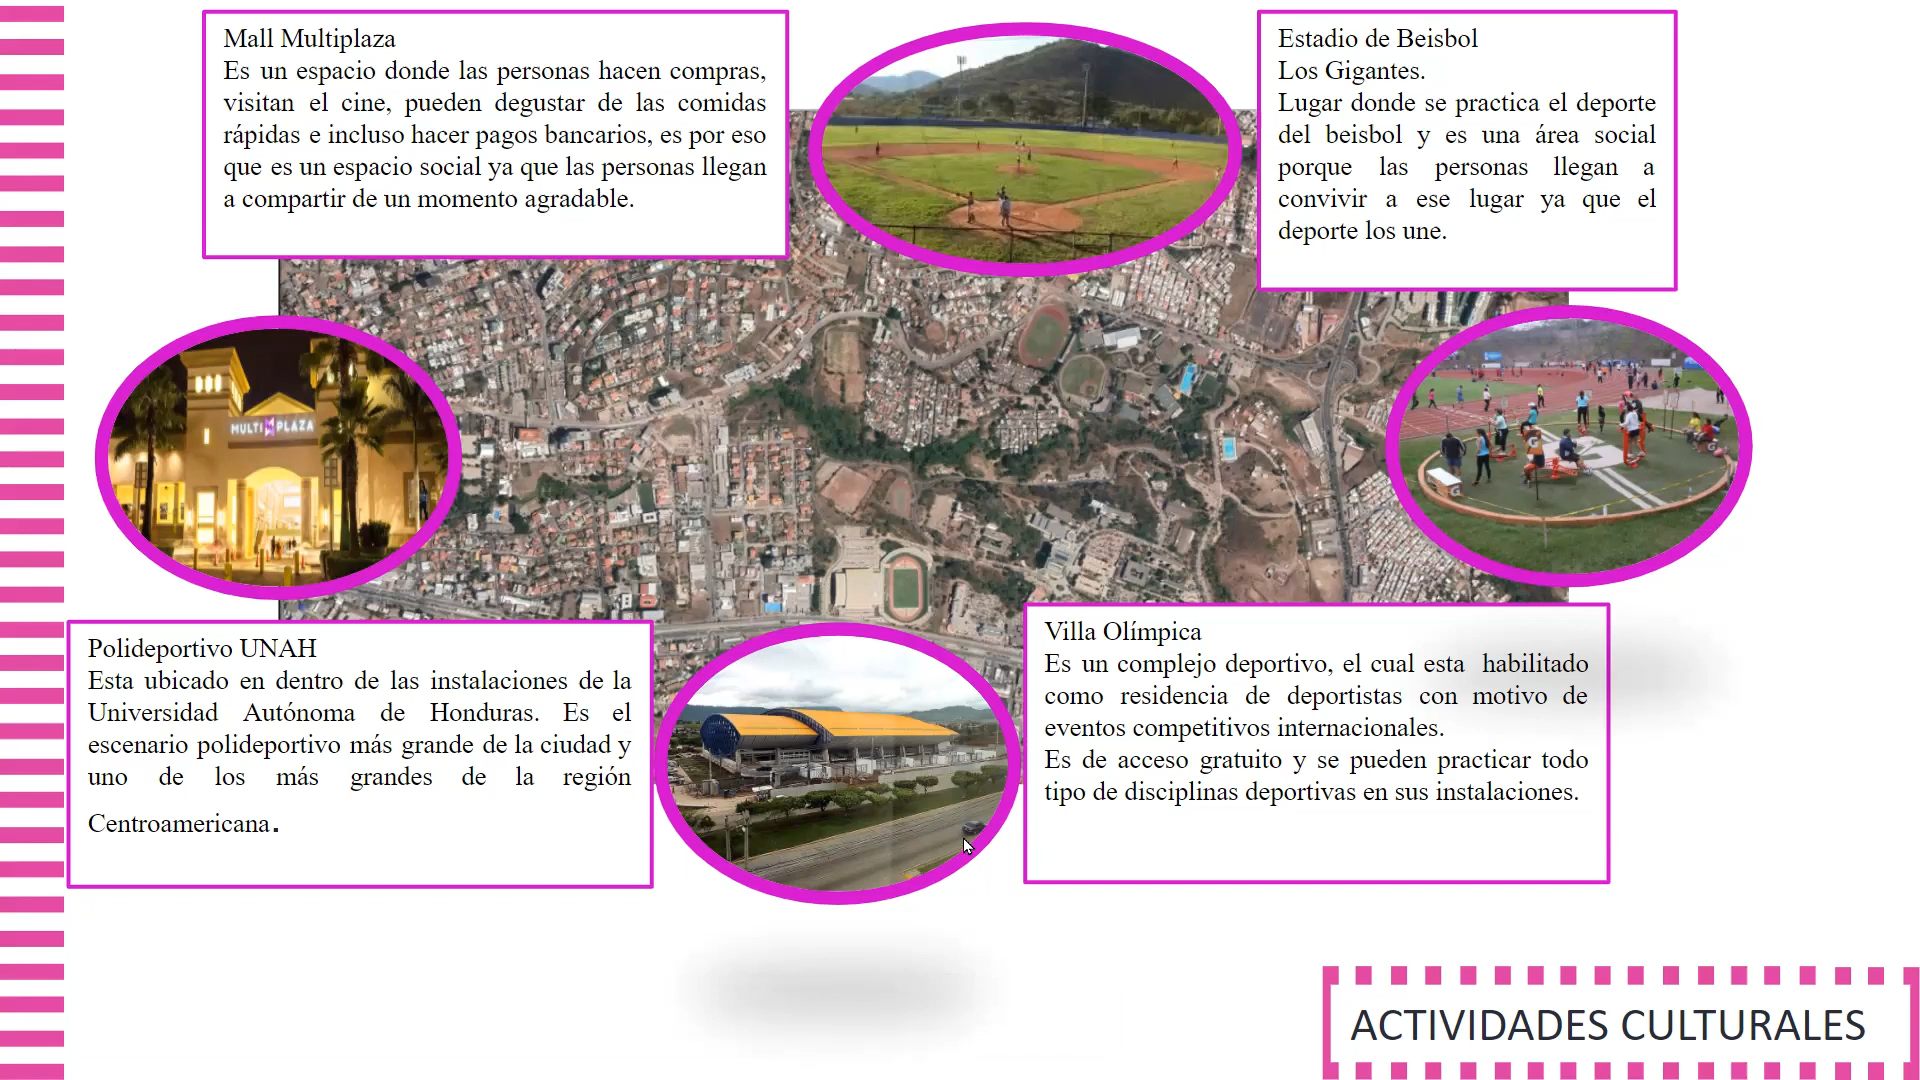 Mall Multiplaza
Es un espacio donde las personas hacen compras,
visitan el cine, pueden degustar de las comidas
rápidas e incluso hacer pagos bancarios, es por eso
que es un espacio social ya que las personas llegan
a compartir de un momento agradable.
Estadio de Beisbol
Los Gigantes.
Lugar donde se practica el deporte
del beisbol y es una área social
porque las personas llegan a
convivir a ese lugar ya que el
deporte los une.
MULTIPLAZA
Polideportivo UNAH
Esta ubicado en dentro de las instalaciones de la
Universidad Autónoma de Honduras. Es el
escenario polideportivo más grande de la ciudad y
uno de los más grandes de la región
Centroamericana.
Villa Olímpica
Es un complejo deportivo, el cual esta habilitado
como residencia de deportistas con motivo de
eventos competitivos internacionales.
Es de acceso gratuito y se pueden practicar todo
tipo de disciplinas deportivas en sus instalaciones.
ACTIVIDADES CULTURALES